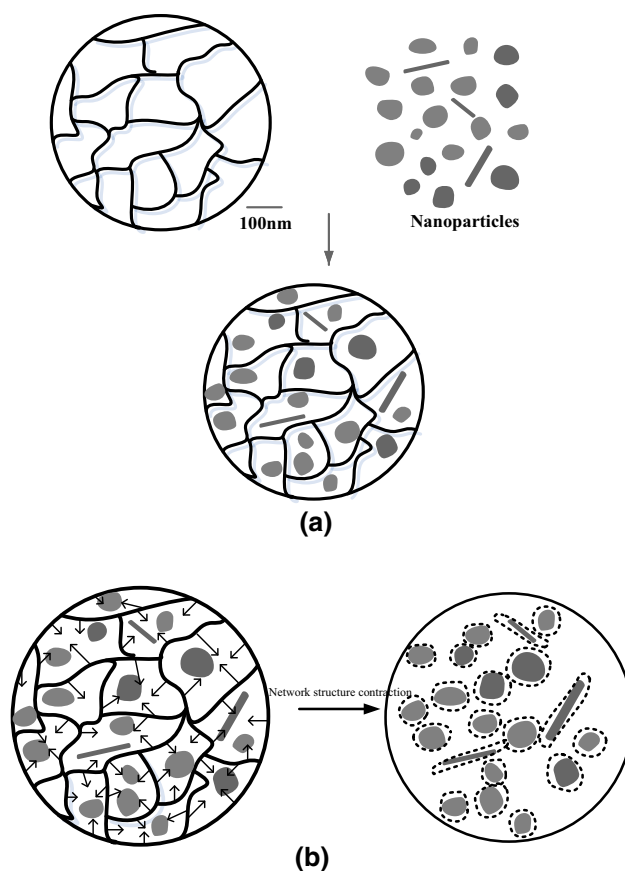 100nm
Nanoparticles
(a)
Network structure contraction
(b)